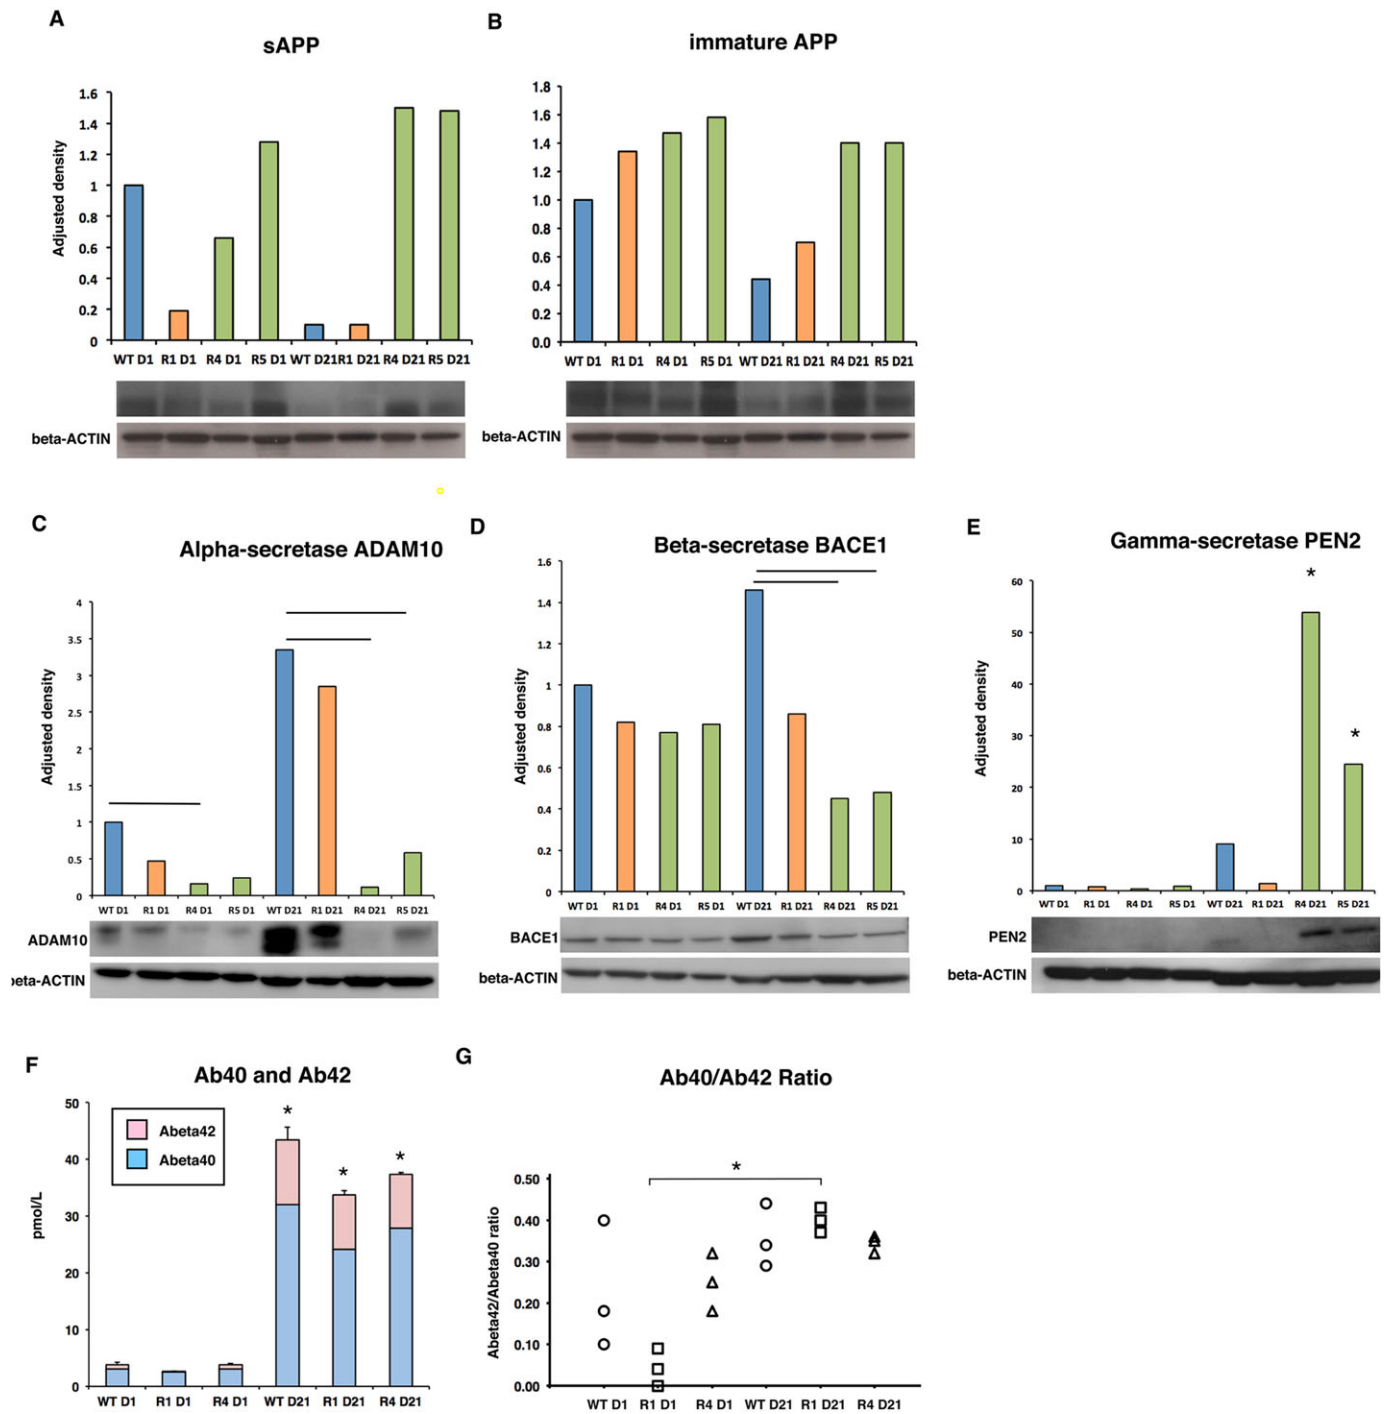 A
sAPP
Adjusted density
1.6
1.4
1.2
1
0.8
0.6
0.4
0.2
0
WT D1 R1 D1 R4 D1 R5 D1 WT D21 R1 D21 R4 D21 R5 D21
beta-ACTIN
B
immature APP
1.8
1.6
1.4
1.2
1.0
0.8
0.6
0.4
0.2
0.0
WT D1 R1 D1 R4 D1 R5 D1 WT D21 R1 D21 R4 D21 R5 D21
beta-ACTIN
C
Alpha-secretase ADAM10
Adjusted density
4
3.5
3
2.5
2
1.5
1
0.5
0
WT D1 R1 D1 R4 D1 R5 D1 WT D21 R1 D21 R4 D21 R5 D21
ADAM10
beta-ACTIN
D
Beta-secretase BACE1
Adjusted density
1.6
1.4
1.2
1
0.8
0.6
0.4
0.2
0
WT D1 R1 D1 R4 D1 R5 D1 WT D21 R1 D21 R4 D21 R5 D21
BACE1
beta-ACTIN
E
Gamma-secretase PEN2
Adjusted density
60
50
40
30
20
10
0
*
*
WT D1 R1 D1 R4 D1 R5 D1 WT D21 R1 D21 R4 D21 R5 D21
PEN2
beta-ACTIN
F
Ab40 and Ab42
pmol/L
50
40
30
20
10
0
Abeta42
Abeta40
*
*
*
WT D1 R1 D1 R4 D1 WT D21 R1 D21 R4 D21
G
Ab40/Ab42 Ratio
Abeta42/Abeta40 ratio
0.50
0.40
0.30
0.20
0.10
0.00
*
WT D1 R1 D1 R4 D1 WT D21 R1 D21 R4 D21